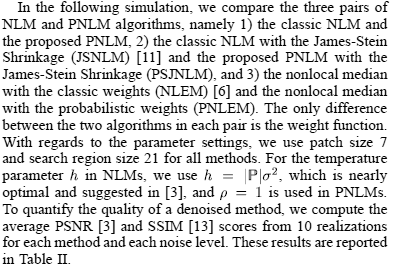 In the following simulation, we compare the three pairs of
NLM and PNLM algorithms, namely 1) the classic NLM and
the proposed PNLM, 2) the classic NLM with the James-Stein
Shrinkage (JSNLM) [11] and the proposed PNLM with the
James-Stein Shrinkage (PSJNLM), and 3) the nonlocal median
with the classic weights (NLEM) [6] and the nonlocal median
with the probabilistic weights (PNLEM). The only difference
between the two algorithms in each pair is the weight function.
With regards to the parameter settings, we use patch size 7
and search region size 21 for all methods. For the temperature
parameter h in NLMs, we use h = |ℙ|σ², which is nearly
optimal and suggested in [3], and ρ = 1 is used in PNLMs.
To quantify the quality of a denoised method, we compute the
average PSNR [3] and SSIM [13] scores from 10 realizations
for each method and each noise level. These results are reported
in Table II.